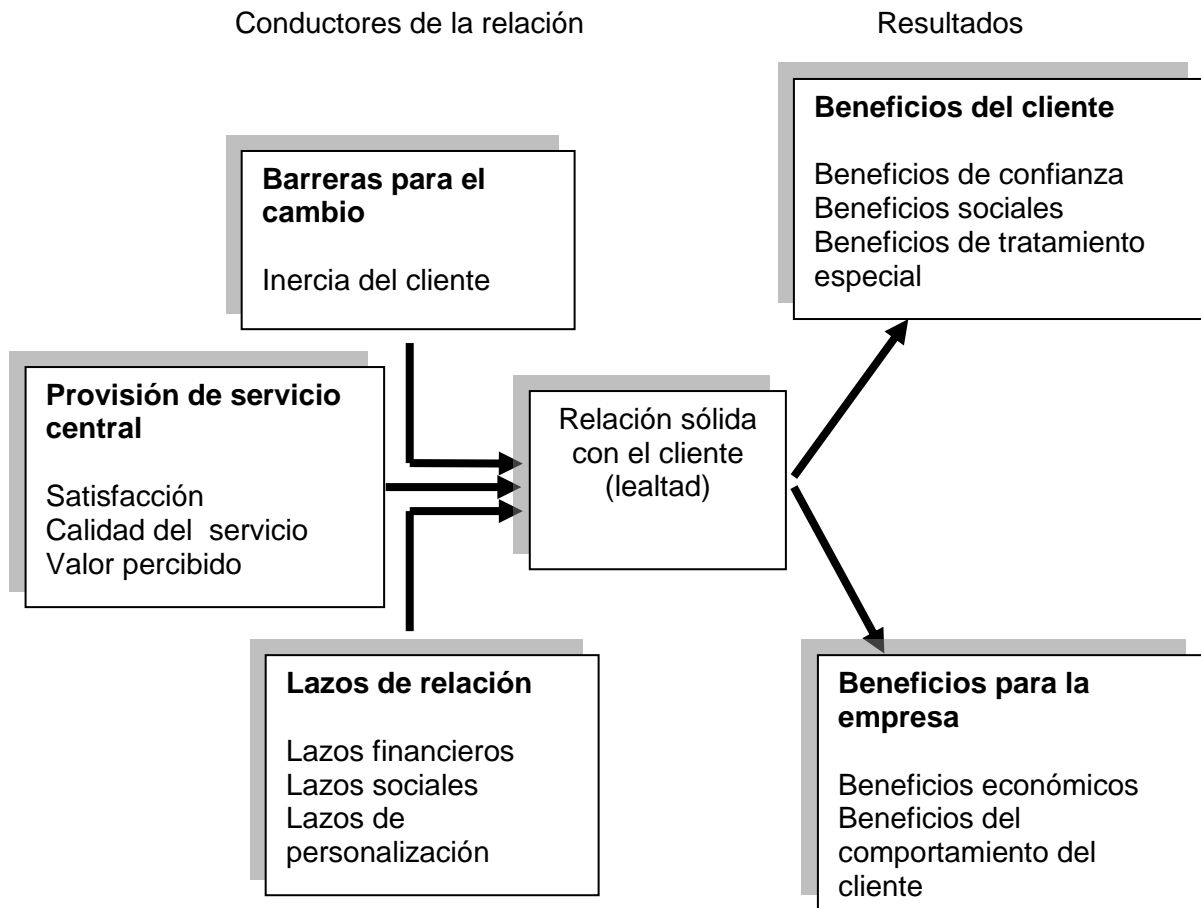 Conductores de la relación
Resultados
Barreras para el
cambio
Inercia del cliente
Provisión de servicio
central
Satisfacción
Calidad del  servicio
Valor percibido
Lazos de relación
Lazos financieros
Lazos sociales
Lazos de
personalización
Relación sólida
con el cliente
(lealtad)
Beneficios del cliente
Beneficios de confianza
Beneficios sociales
Beneficios de tratamiento
especial
Beneficios para la
empresa
Beneficios económicos
Beneficios del
comportamiento del
cliente